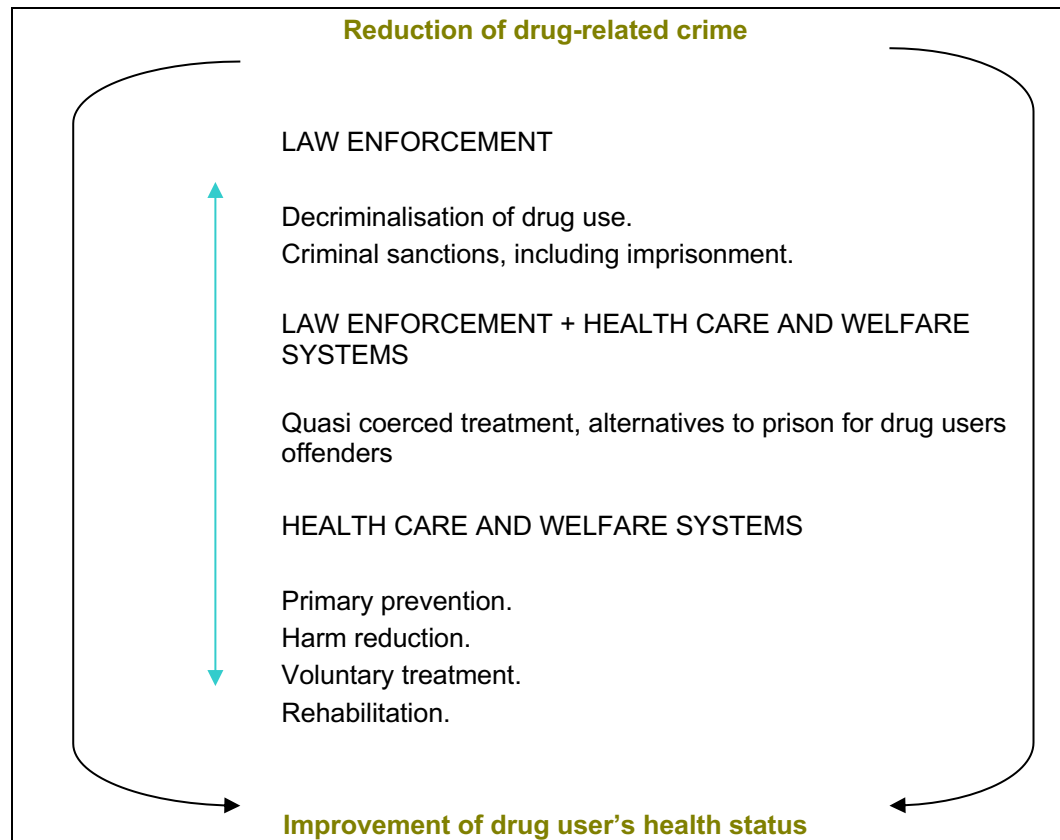 Reduction of drug-related crime
LAW ENFORCEMENT
Decriminalisation of drug use.
Criminal sanctions, including imprisonment.
LAW ENFORCEMENT + HEALTH CARE AND WELFARE
SYSTEMS
Quasi coerced treatment, alternatives to prison for drug users
offenders
HEALTH CARE AND WELFARE SYSTEMS
Primary prevention.
Harm reduction.
Voluntary treatment.
Rehabilitation.
Improvement of drug user’s health status